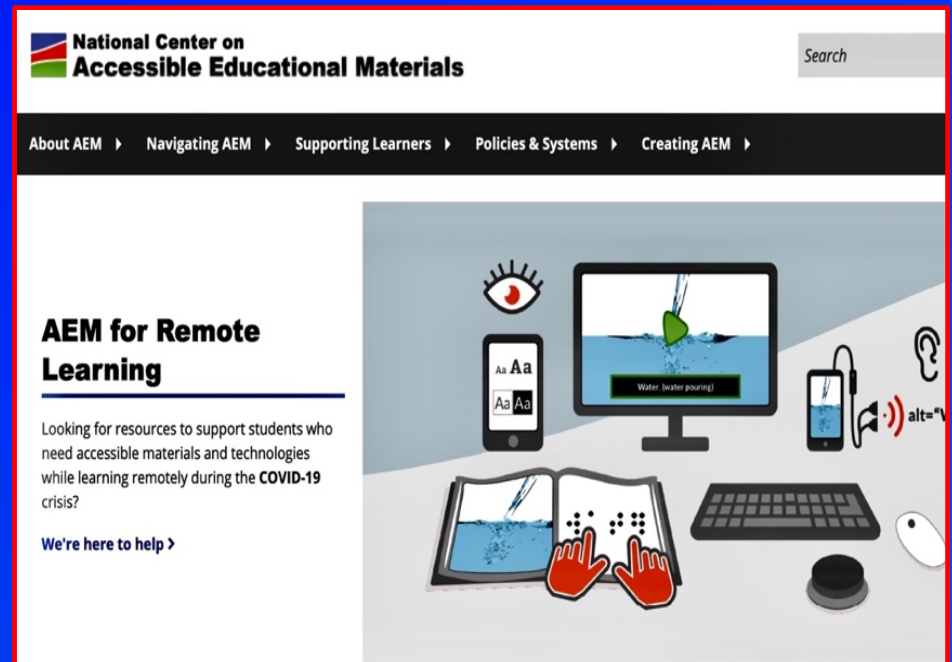 National Center on
Accessible Educational Materials
Search
About AEM Navigating AEM Supporting Learners Policies & Systems Creating AEM
AEM for Remote
Learning
Looking for resources to support students who
need accessible materials and technologies
while learning remotely during the COVID-19
crisis?
We're here to help >
Aa Aa
Aa Aa
Water. (water pouring)
alt="